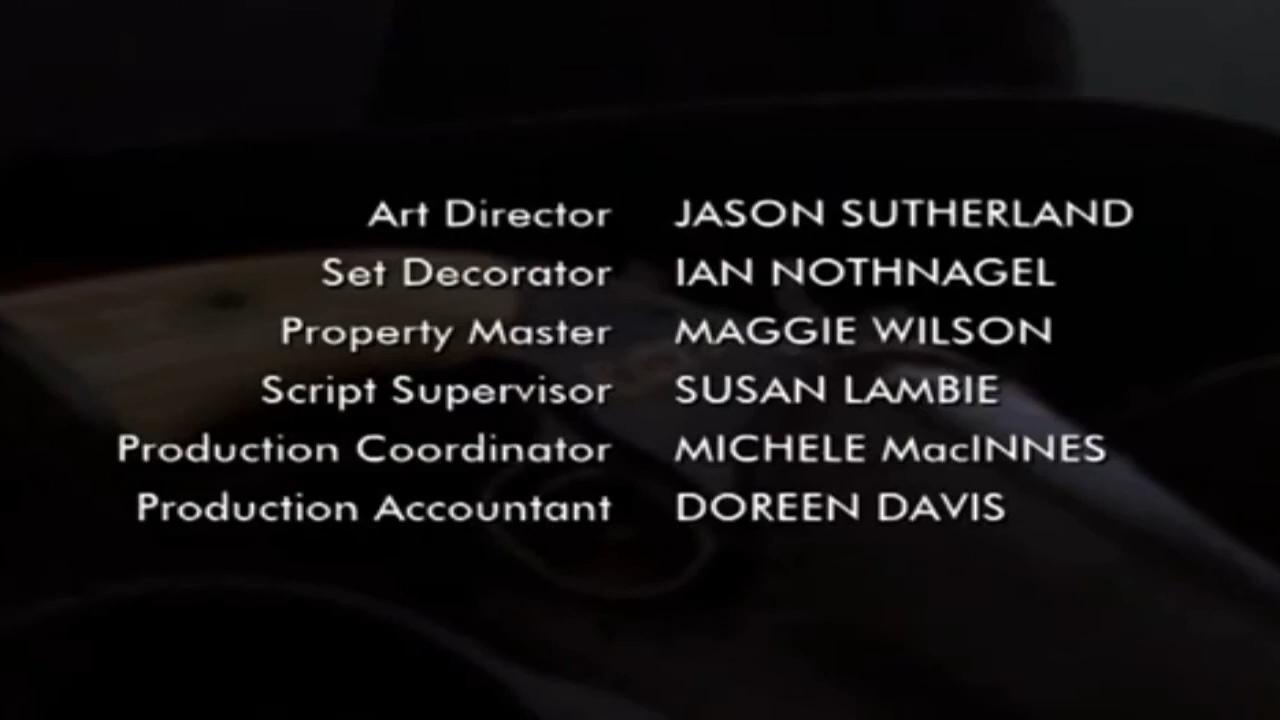 Art Director JASON SUTHERLAND
Set Decorator IAN NOTHNAGEL
Property Master MAGGIE WILSON
Script Supervisor SUSAN LAMBIE
Production Coordinator MICHELE MacINNES
Production Accountant DOREEN DAVIS